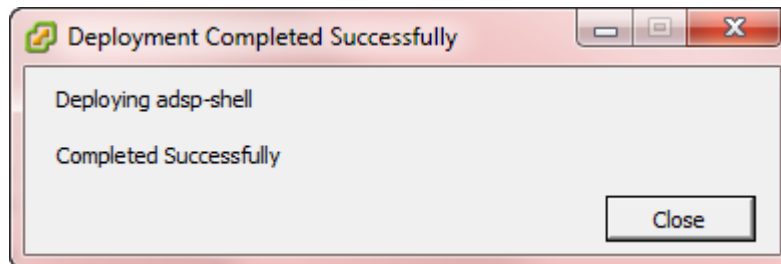 Deployment Completed Successfully
Deploying adsp-shell
Completed Successfully
Close